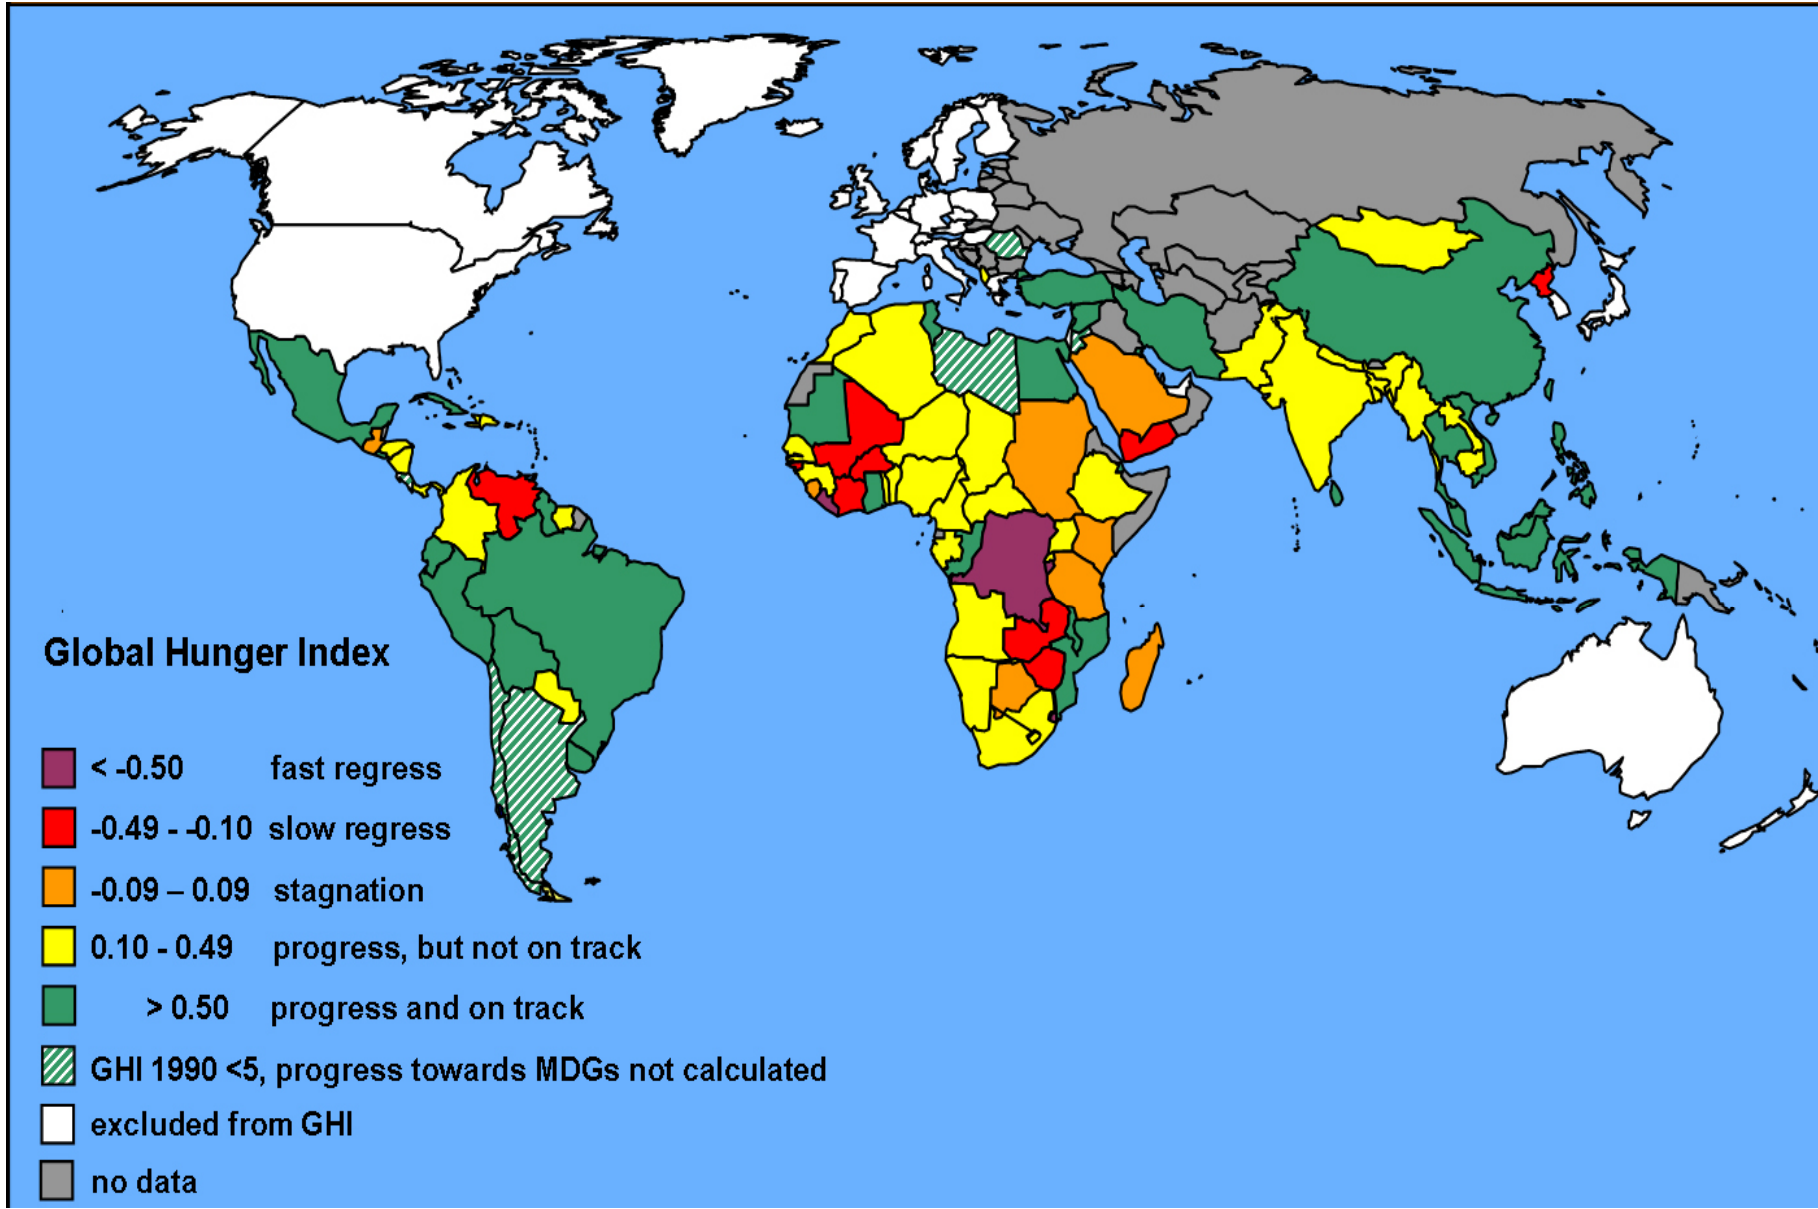 Global Hunger Index
< -0.50 fast regress
-0.49 - -0.10 slow regress
-0.09 – 0.09 stagnation
0.10 - 0.49 progress, but not on track
> 0.50 progress and on track
GHI 1990 <5, progress towards MDGs not calculated
excluded from GHI
no data